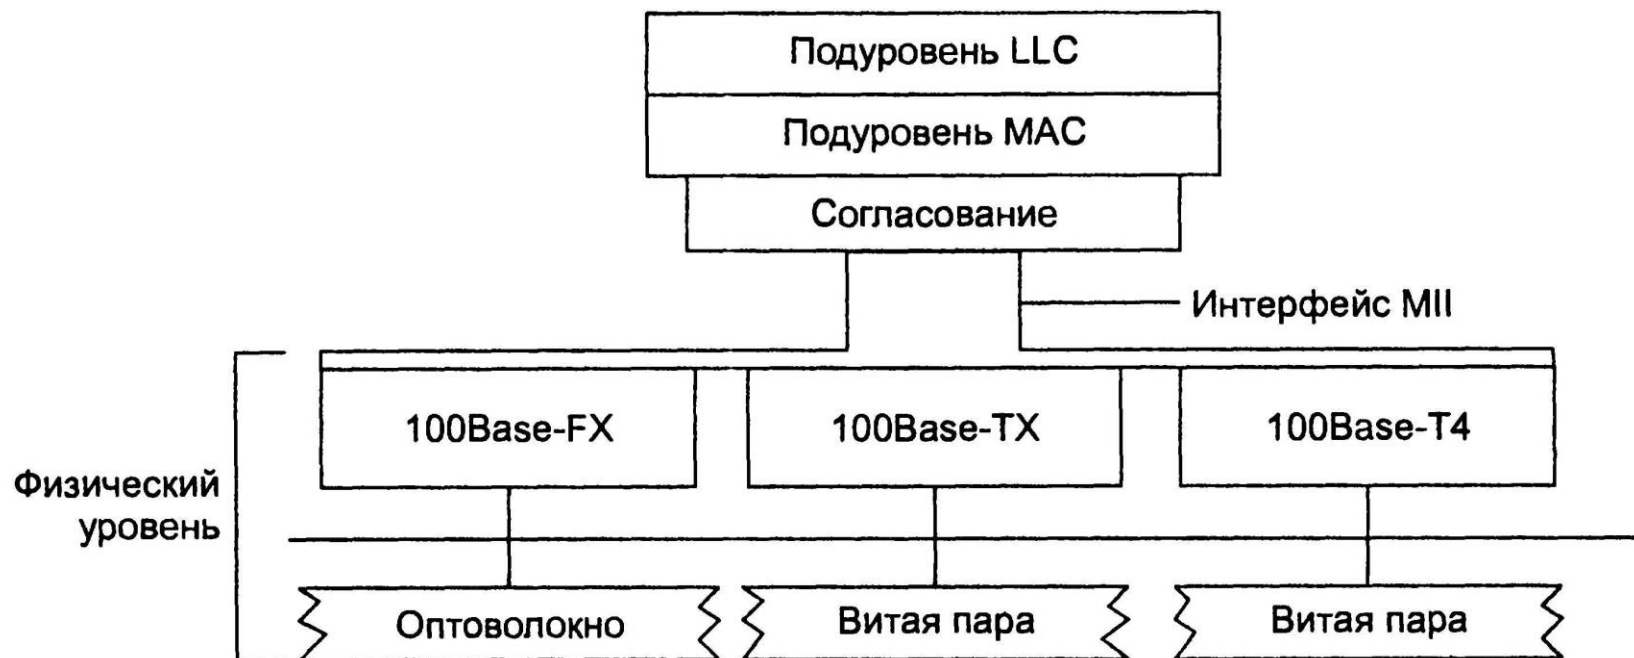 Подуровень LLC
Подуровень MAC
Согласование
Интерфейс MII
100Base-FX
100Base-TX
100Base-T4
Физический
уровень
Оптоволокно
Витая пара
Витая пара